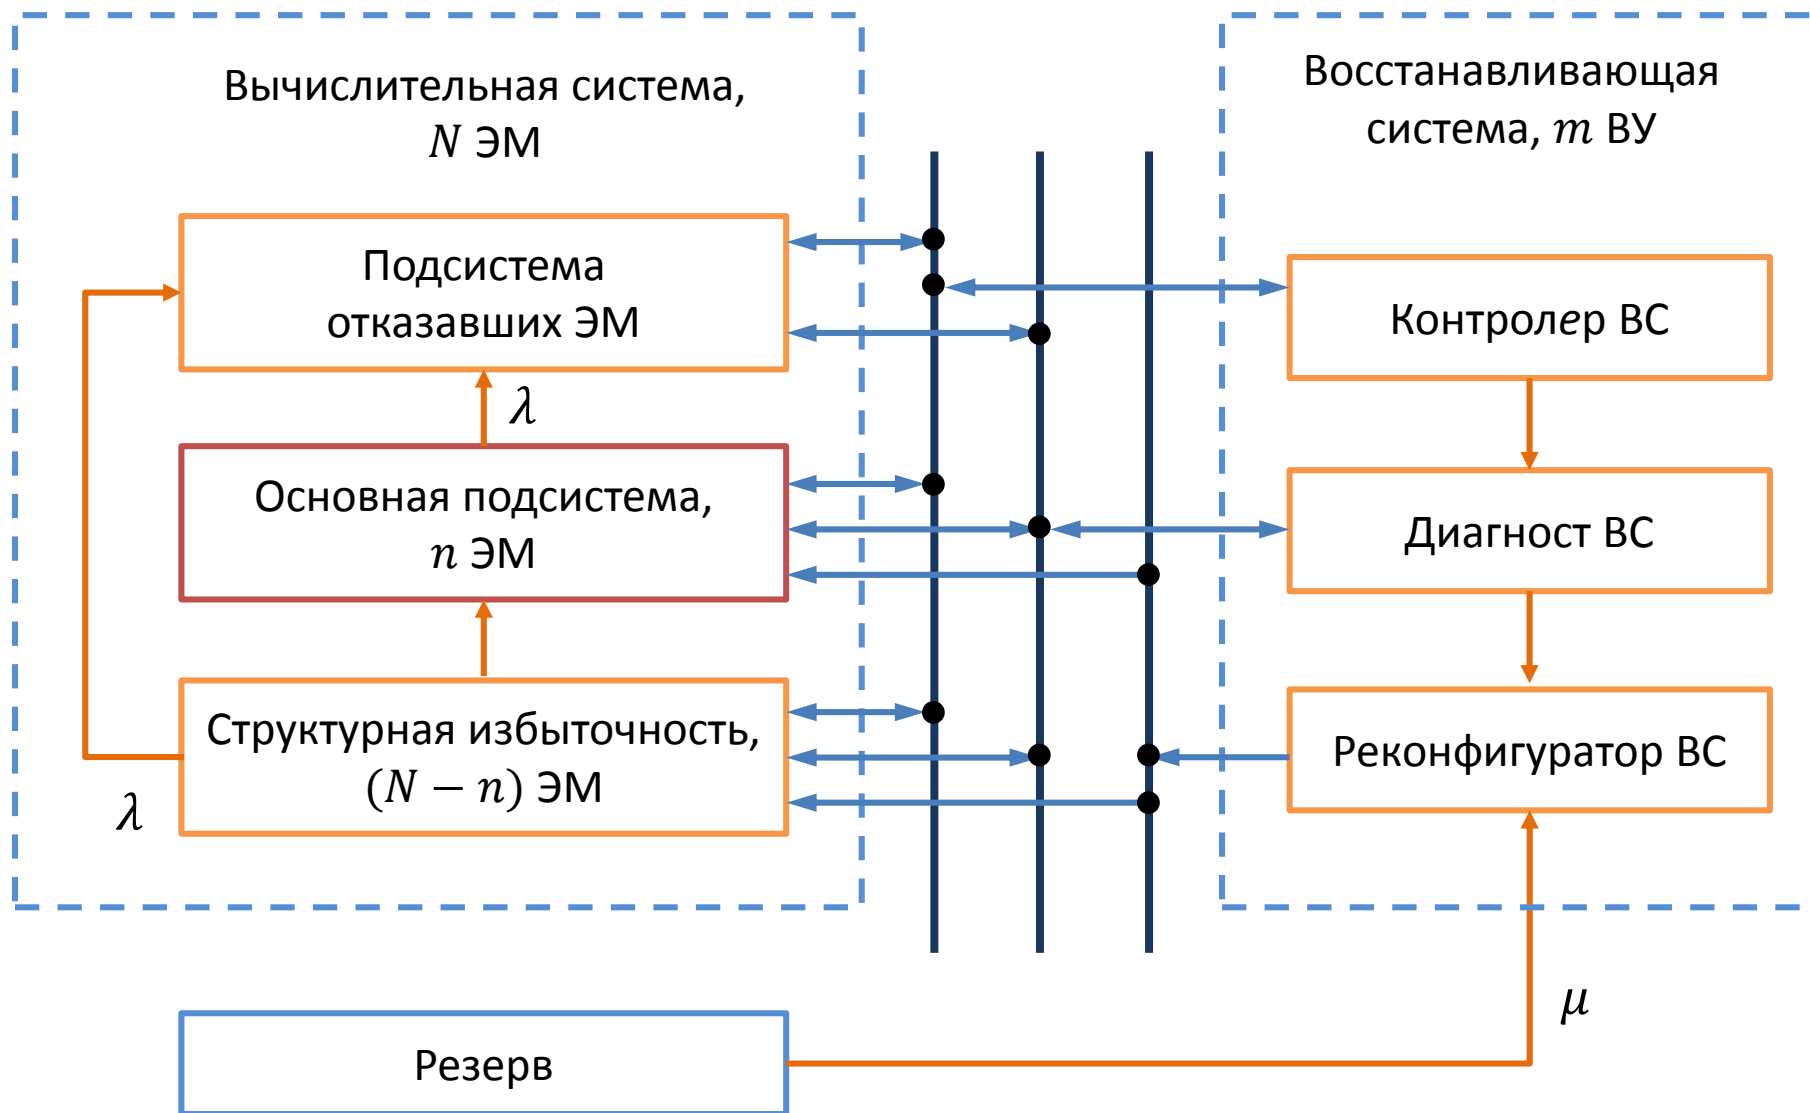 Вычислительная система,
N ЭМ
Восстанавливающая
система, m ВУ
Подсистема
отказавших ЭМ
Контролер ВС
λ
Основная подсистема,
n ЭМ
Диагност ВС
Структурная избыточность,
(N − n) ЭМ
Реконфигуратор ВС
λ
μ
Резерв